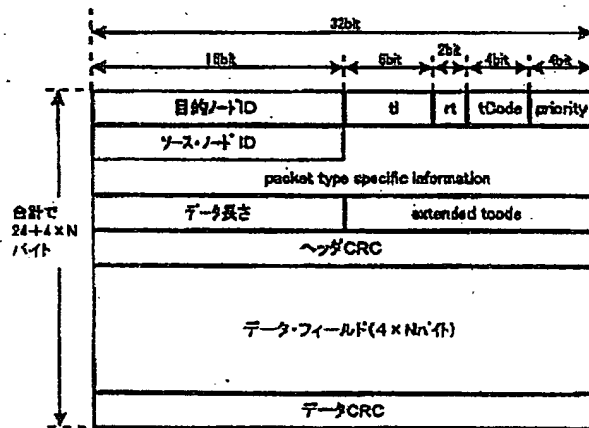 32bit
16bit 6bit 2bit 4bit 4bit
目的ノードID tl rt tCode priority
ソース・ノードID
packet type specific information
データ長さ extended tcode
ヘッダCRC
合計で
24+4×N
バイト
データ・フィールド(4×Nバイト)
データCRC